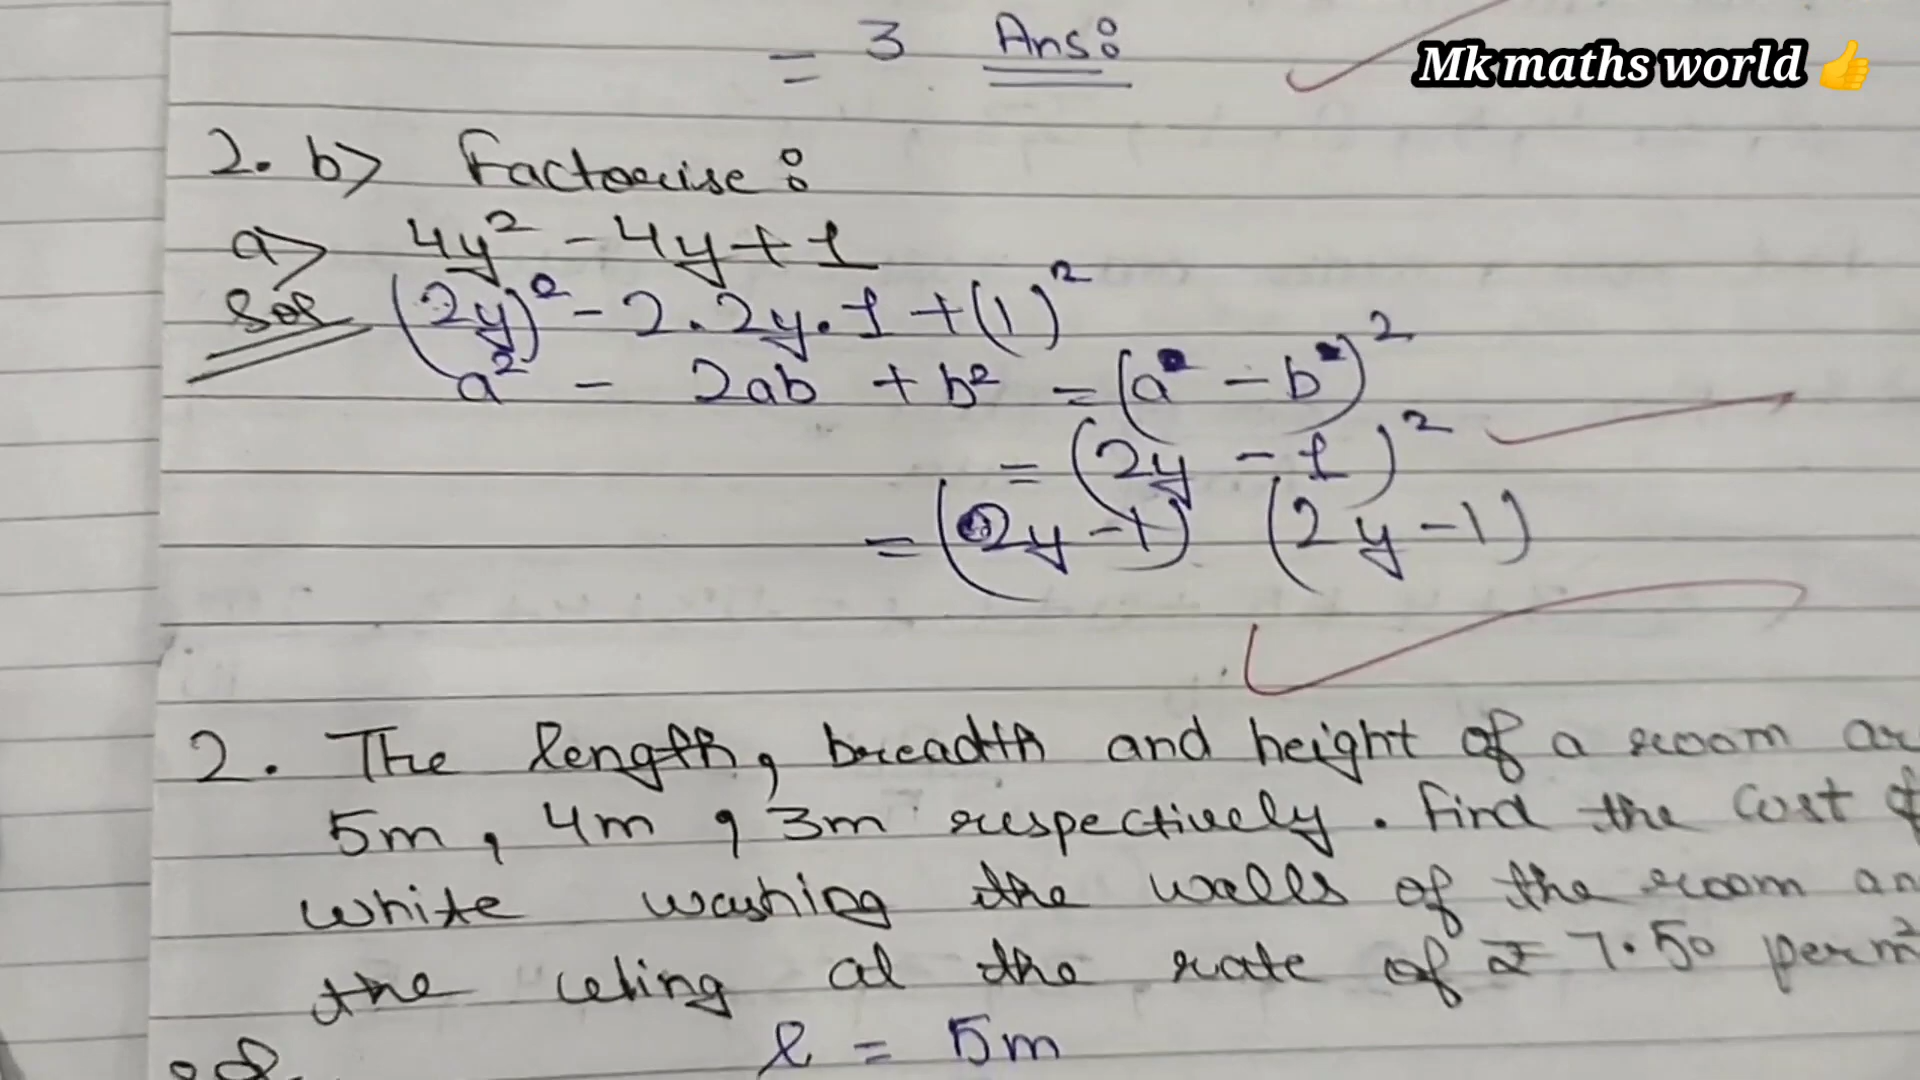 = 3 Ans:
Mk maths world 👍
2. b> Factorise :
a> 4y² - 4y + 1
Sol (2y)² - 2.2y.1 + (1)²
a² - 2ab + b² = (a - b)²
= (2y - 1)²
= (2y - 1) (2y - 1)
2. The length, breadth and height of a room ar
5m, 4m, 3m respectively. Find the cost of
white washing the walls of the room an
the celing at the rate of ₹ 7.50 per m²
l = 5m